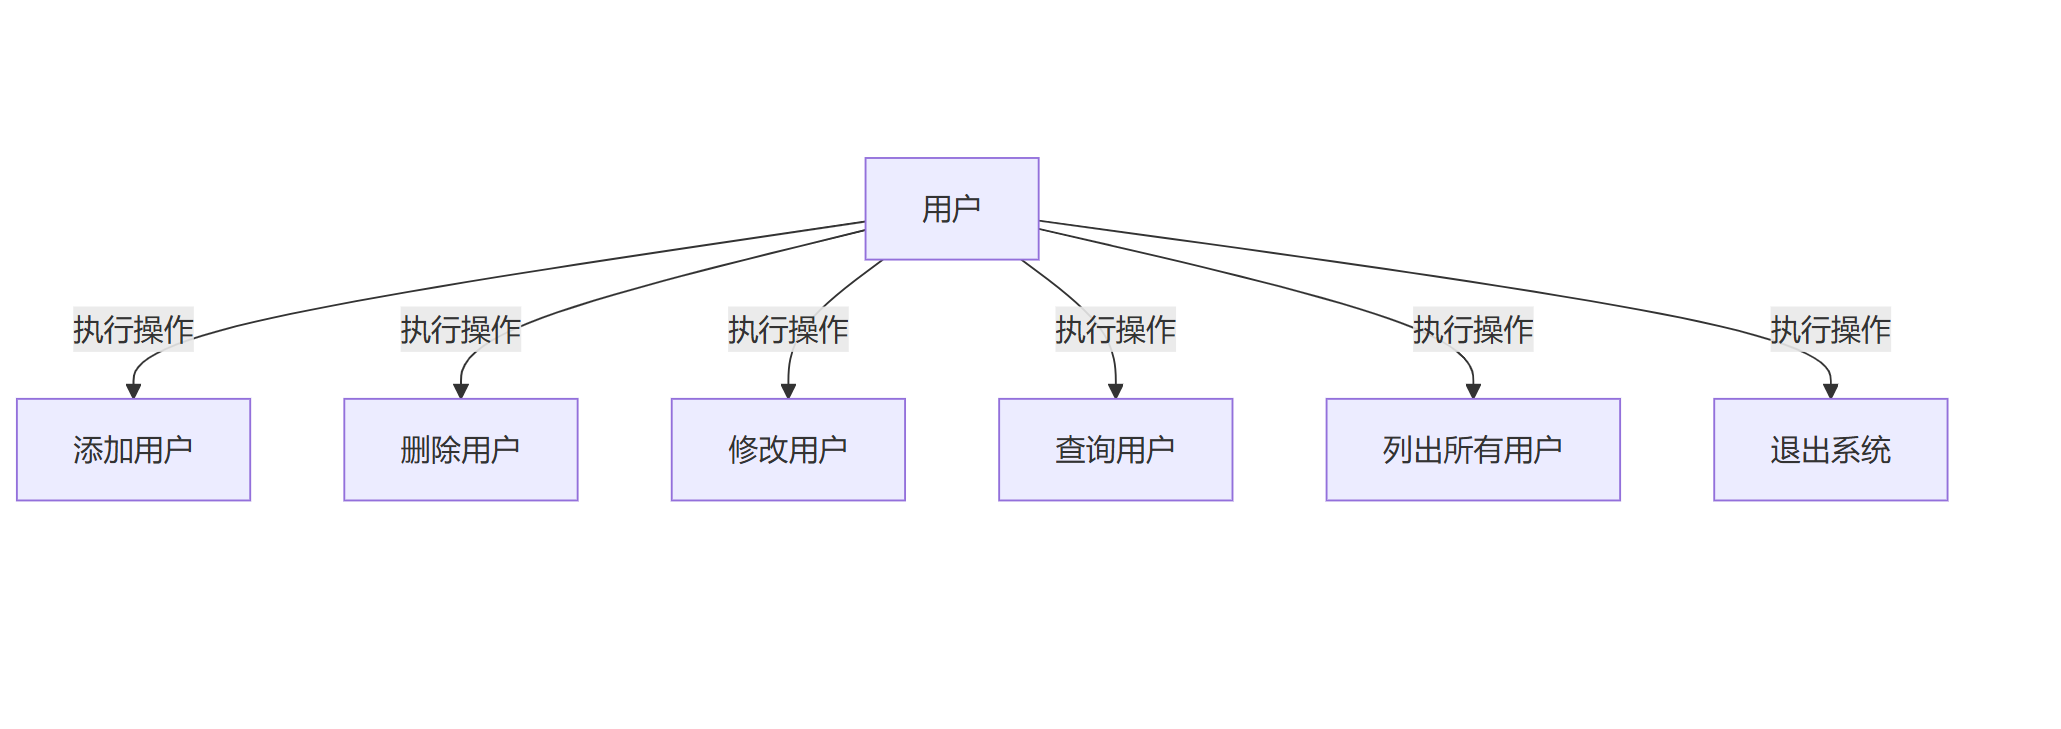 用户
执行操作
执行操作
执行操作
执行操作
执行操作
执行操作
添加用户
删除用户
修改用户
查询用户
列出所有用户
退出系统